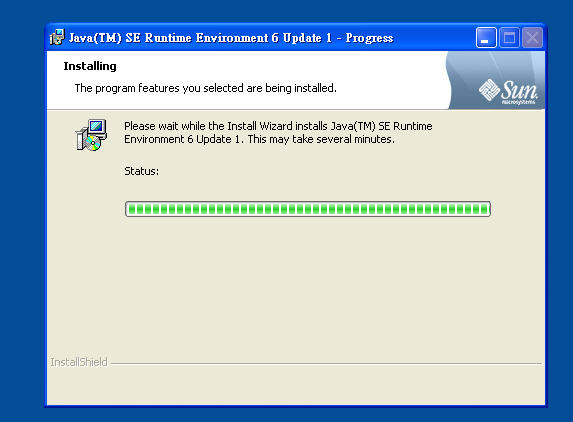 Java(TM) SE Runtime Environment 6 Update 1 - Progress
Installing
The program features you selected are being installed.
Sun
microsystems
Please wait while the Install Wizard installs Java(TM) SE Runtime
Environment 6 Update 1. This may take several minutes.
Status:
InstallShield